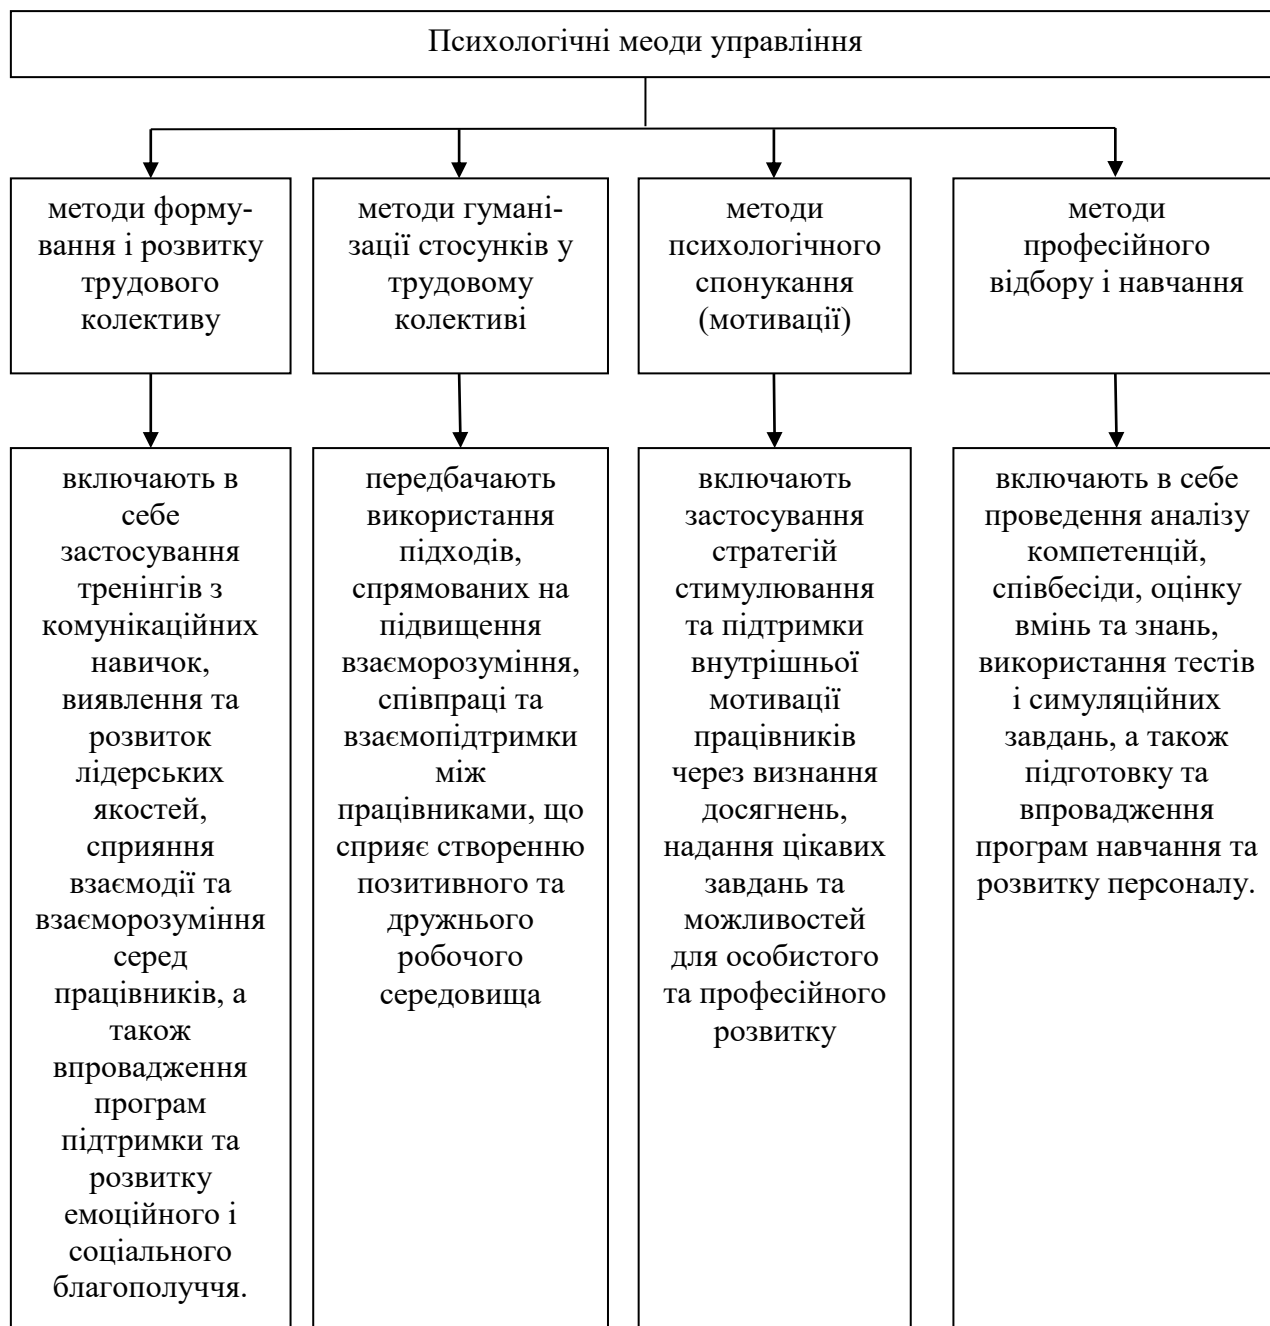 Психологічні меоди управління
методи форму-
вання і розвитку
трудового
колективу
методи гумані-
зації стосунків у
трудовому
колективі
методи
психологічного
спонукання
(мотивації)
методи
професійного
відбору і навчання
включають в
себе
застосування
тренінгів з
комунікаційних
навичок,
виявлення та
розвиток
лідерських
якостей,
сприяння
взаємодії та
взаєморозуміння
серед
працівників, а
також
впровадження
програм
підтримки та
розвитку
емоційного і
соціального
благополуччя.
передбачають
використання
підходів,
спрямованих на
підвищення
взаєморозуміння,
співпраці та
взаємопідтримки
між
працівниками, що
сприяє створенню
позитивного та
дружнього
робочого
середовища
включають
застосування
стратегій
стимулювання
та підтримки
внутрішньої
мотивації
працівників
через визнання
досягнень,
надання цікавих
завдань та
можливостей
для особистого
та професійного
розвитку
включають в себе
проведення аналізу
компетенцій,
співбесіди, оцінку
вмінь та знань,
використання тестів
і симуляційних
завдань, а також
підготовку та
впровадження
програм навчання та
розвитку персоналу.